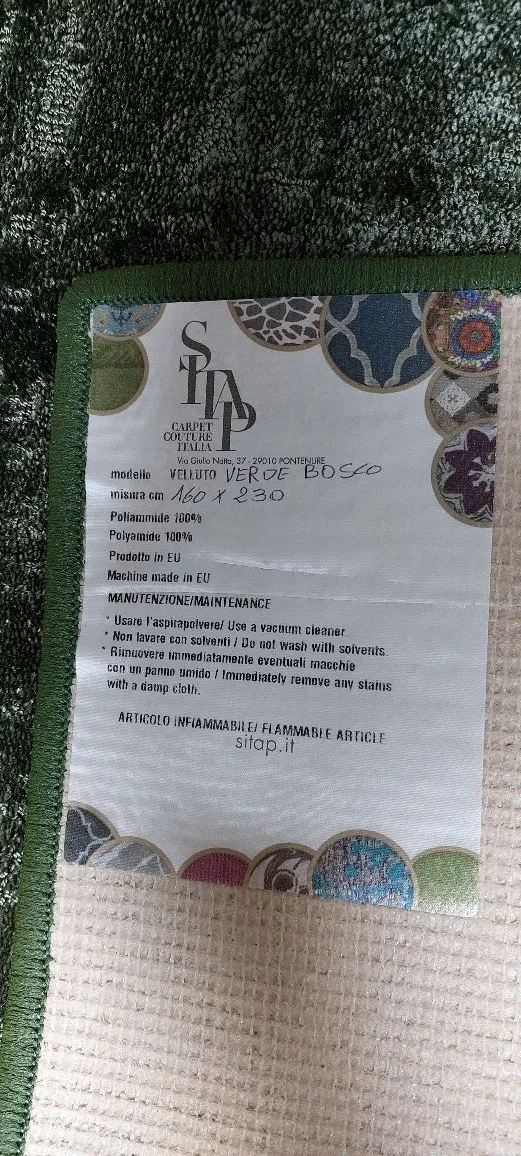 SITAP
CARPET
COUTURE
ITALIA
Via Giulio Natta, 37 - 29010 PONTENURE
modello VELLUTO VERDE BOSCO
misura cm 160 X 230
Poliammide 100%
Polyamide 100%
Prodotto in EU
Machine made in EU
MANUTENZIONE/MAINTENANCE
* Usare l'aspirapolvere/ Use a vacuum cleaner.
* Non lavare con solventi / Do not wash with solvents.
* Rimuovere immediatamente eventuali macchie
con un panno umido / Immediately remove any stains
with a damp cloth.
ARTICOLO INFIAMMABILE/ FLAMMABLE ARTICLE
sitap.it